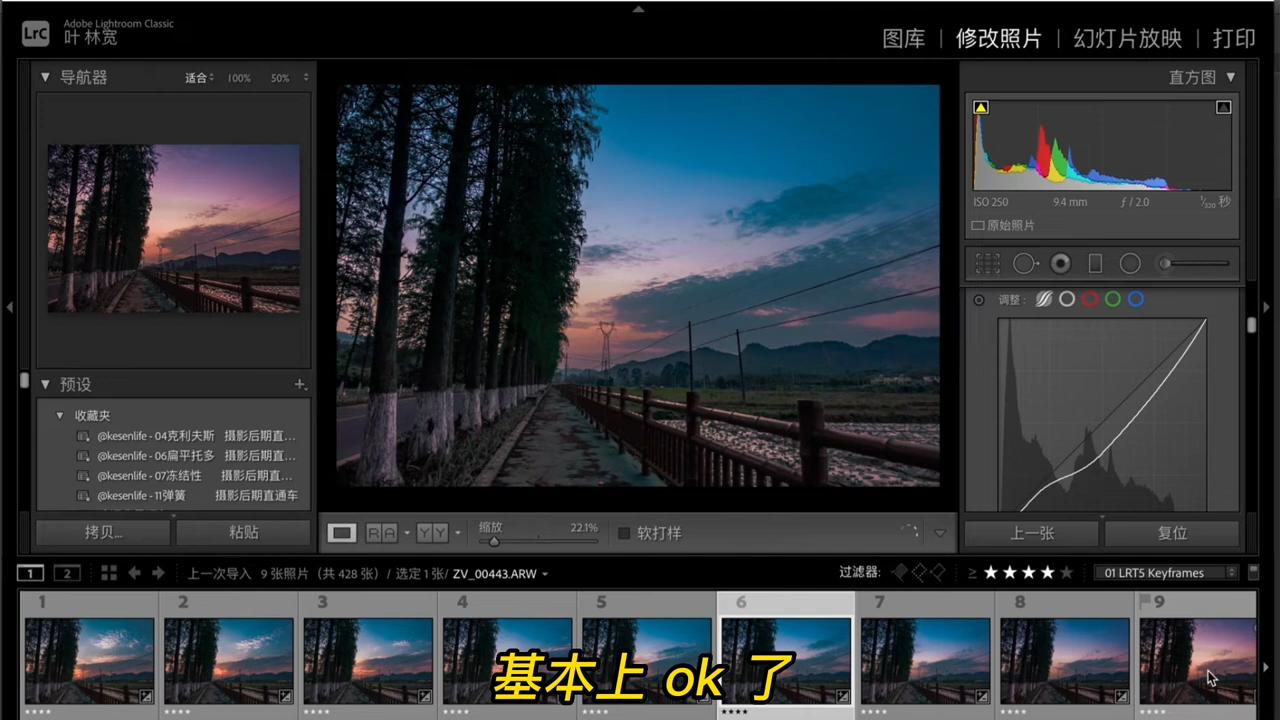 LrC
Adobe Lightroom Classic
叶 林宽
图库 | 修改照片 | 幻灯片放映 | 打印
导航器 适合 100% 50%
直方图
ISO 250 9.4 mm ƒ / 2.0 1/320 秒
原始照片
调整:
预设 +
收藏夹
@kesenlife - 04克利夫斯 摄影后期直...
@kesenlife - 06扁平托多 摄影后期直...
@kesenlife - 07冻结性 摄影后期直...
@kesenlife - 11弹簧 摄影后期直通车
拷贝... 粘贴
R A Y Y 缩放 22.1% 软打样
上一张 复位
1 2 上一次导入 9 张照片 (共 428 张) / 选定 1 张/ ZV_00443.ARW
过滤器: ≥ ★★★★★ 01 LRT5 Keyframes
1 2 3 4 5 6 7 8 9
基本上 ok 了